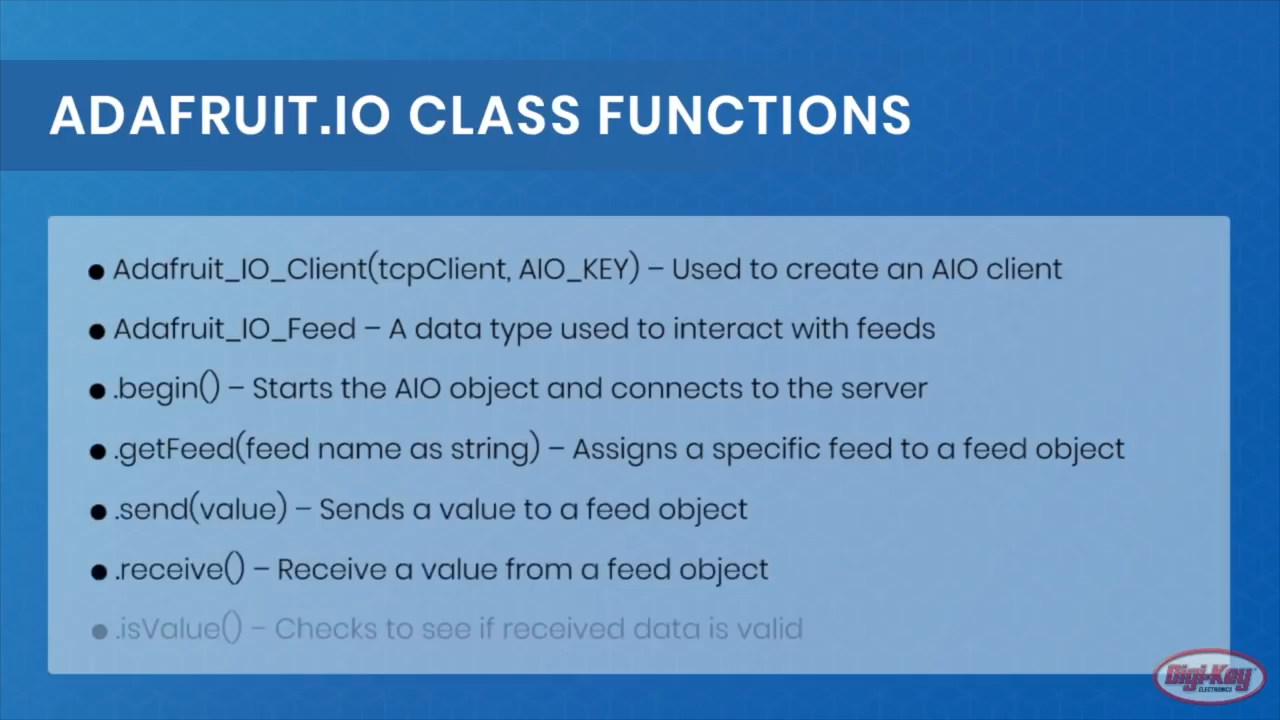 ADAFRUIT.IO CLASS FUNCTIONS
● Adafruit_IO_Client(tcpClient, AIO_KEY) – Used to create an AIO client
● Adafruit_IO_Feed – A data type used to interact with feeds
● .begin() – Starts the AIO object and connects to the server
● .getFeed(feed name as string) – Assigns a specific feed to a feed object
● .send(value) – Sends a value to a feed object
● .receive() – Receive a value from a feed object
● .isValue() – Checks to see if received data is valid
Digi-Key
ELECTRONICS